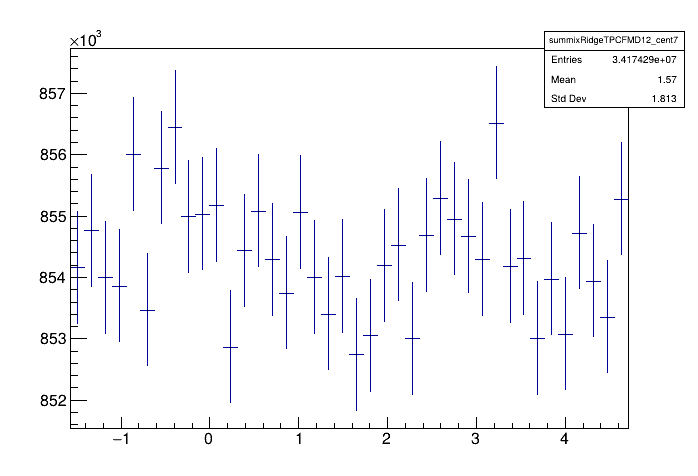 ×10³
summixRidgeTPCFMD12_cent7
Entries 3.417429e+07
Mean 1.57
Std Dev 1.813
857
856
855
854
853
852
−1 0 1 2 3 4